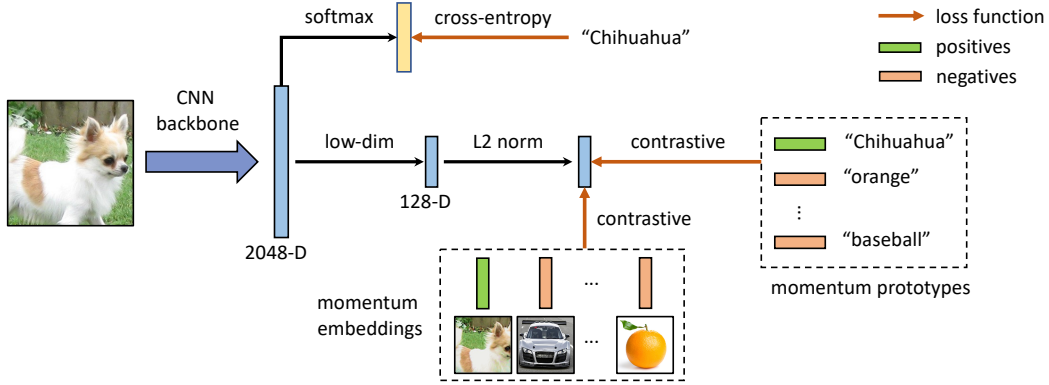 softmax
cross-entropy
“Chihuahua”
loss function
positives
negatives
CNN
backbone
low-dim
L2 norm
contrastive
2048-D
128-D
contrastive
“Chihuahua”
“orange”
...
“baseball”
momentum prototypes
momentum
embeddings
...
...